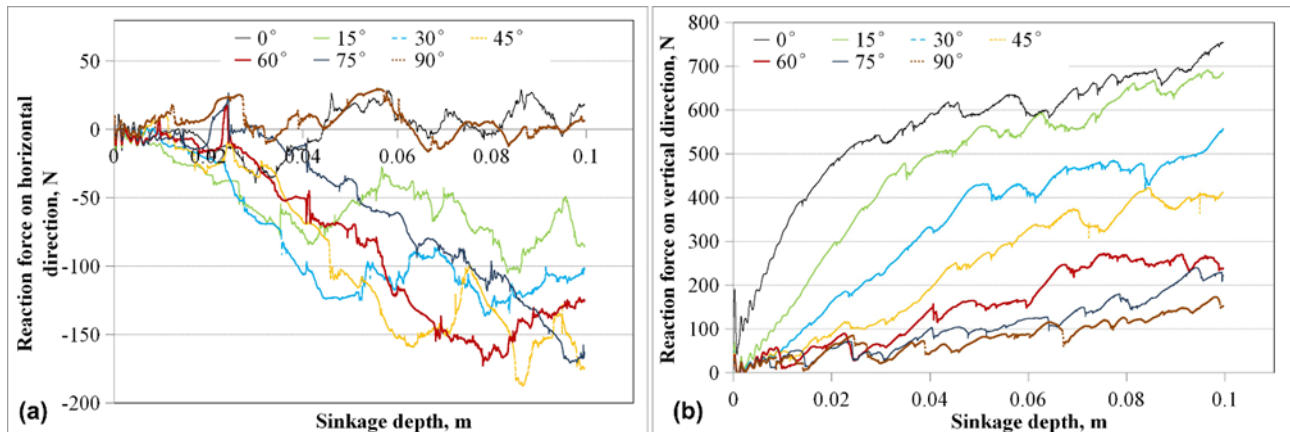 Reaction force on horizontal
direction, N
50
0
-50
-100
-150
-200
0° 15° 30° 45°
60° 75° 90°
0 0.02 0.04 0.06 0.08 0.1
(a)
Sinkage depth, m
Reaction force on vertical direction, N
800
700
600
500
400
300
200
100
0
0° 15° 30° 45°
60° 75° 90°
0 0.02 0.04 0.06 0.08 0.1
(b)
Sinkage depth, m